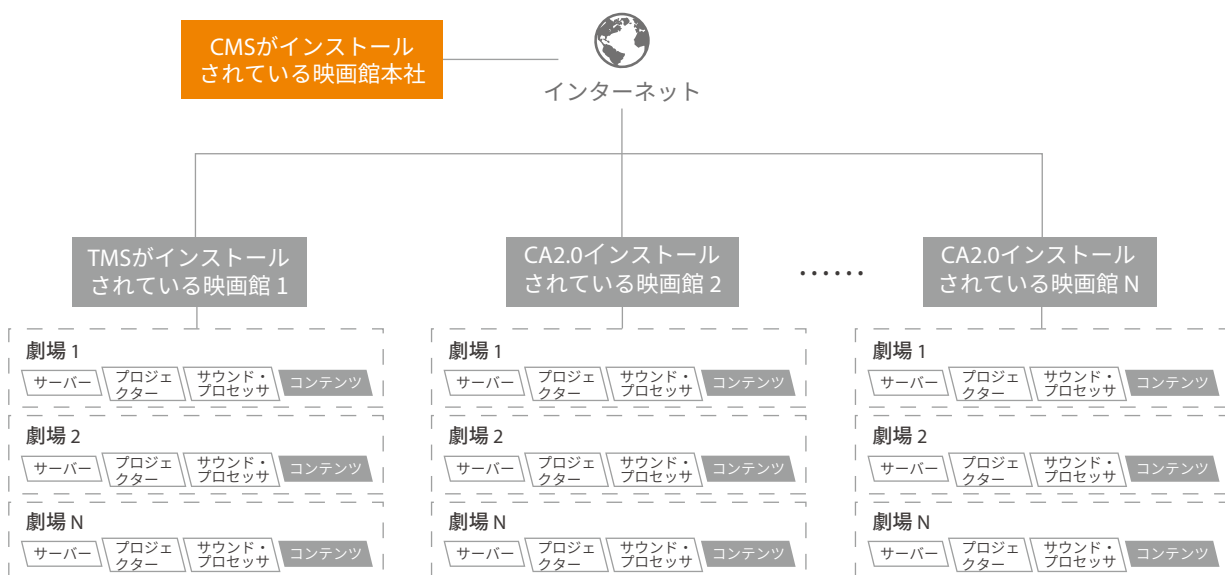 CMSがインストール
されている映画館本社
インターネット
TMSがインストール
されている映画館 1
CA2.0インストール
されている映画館 2
......
CA2.0インストール
されている映画館 N
劇場 1
サーバー
プロジェ
クター
サウンド・
プロセッサ
コンテンツ
劇場 2
サーバー
プロジェ
クター
サウンド・
プロセッサ
コンテンツ
劇場 N
サーバー
プロジェ
クター
サウンド・
プロセッサ
コンテンツ
劇場 1
サーバー
プロジェ
クター
サウンド・
プロセッサ
コンテンツ
劇場 2
サーバー
プロジェ
クター
サウンド・
プロセッサ
コンテンツ
劇場 N
サーバー
プロジェ
クター
サウンド・
プロセッサ
コンテンツ
劇場 1
サーバー
プロジェ
クター
サウンド・
プロセッサ
コンテンツ
劇場 2
サーバー
プロジェ
クター
サウンド・
プロセッサ
コンテンツ
劇場 N
サーバー
プロジェ
クター
サウンド・
プロセッサ
コンテンツ